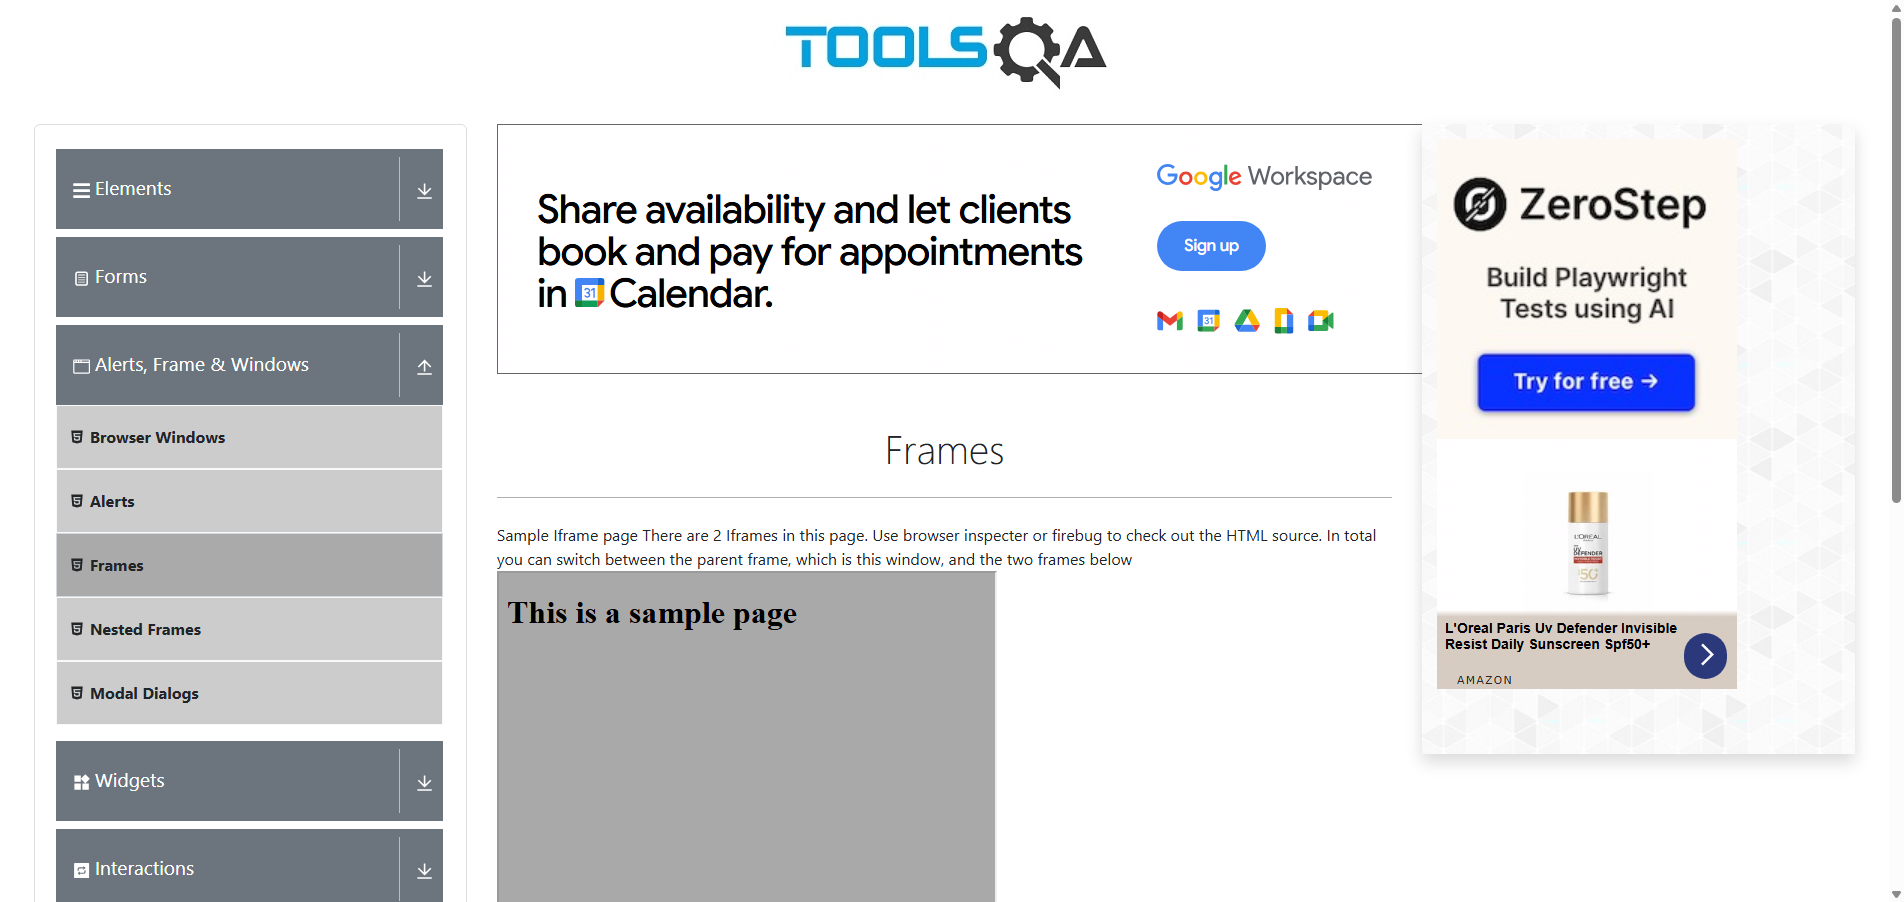 TOOLSQA
Elements
Forms
Alerts, Frame & Windows
Browser Windows
Alerts
Frames
Nested Frames
Modal Dialogs
Widgets
Interactions
Share availability and let clients
book and pay for appointments
in 31 Calendar.
Google Workspace
Sign up
31
Frames
Sample Iframe page There are 2 Iframes in this page. Use browser inspecter or firebug to check out the HTML source. In total
you can switch between the parent frame, which is this window, and the two frames below
This is a sample page
ZeroStep
Build Playwright
Tests using AI
Try for free →
L'ORÉAL
UV
DEFENDER
50
L'Oreal Paris Uv Defender Invisible
Resist Daily Sunscreen Spf50+
AMAZON